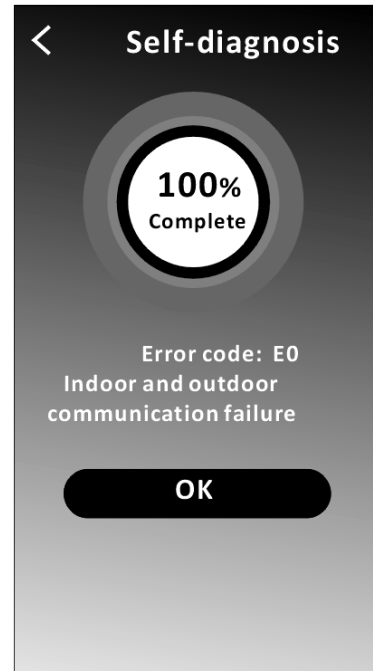 Self-diagnosis
100%
Complete
Error code: E0
Indoor and outdoor
communication failure
OK